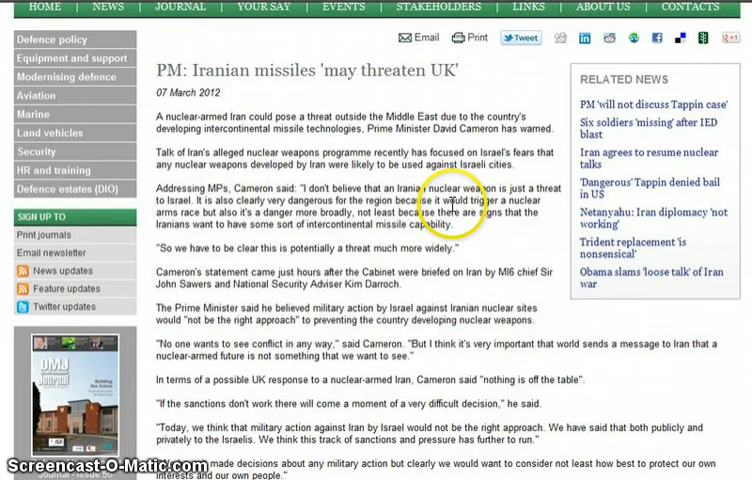 HOME NEWS JOURNAL YOUR SAY EVENTS STAKEHOLDERS LINKS ABOUT US CONTACTS
Email Print Tweet +1
Defence policy
Equipment and support
Modernising defence
Aviation
Marine
Land vehicles
Security
HR and training
Defence estates (DIO)
SIGN UP TO
Print journals
Email newsletter
News updates
Feature updates
Twitter updates
DMJ
Journal
PM: Iranian missiles 'may threaten UK'
07 March 2012
A nuclear-armed Iran could pose a threat outside the Middle East due to the country's
developing intercontinental missile technologies, Prime Minister David Cameron has warned.
Talk of Iran's alleged nuclear weapons programme recently has focused on Israel's fears that
any nuclear weapons developed by Iran were likely to be used against Israeli cities.
Addressing MPs, Cameron said: "I don't believe that an Iranian nuclear weapon is just a threat
to Israel. It is also clearly very dangerous for the region because it would trigger a nuclear
arms race but also it's a danger more broadly, not least because there are signs that the
Iranians want to have some sort of intercontinental missile capability.
"So we have to be clear this is potentially a threat much more widely."
Cameron's statement came just hours after the Cabinet were briefed on Iran by MI6 chief Sir
John Sawers and National Security Adviser Kim Darroch.
The Prime Minister said he believed military action by Israel against Iranian nuclear sites
would "not be the right approach" to preventing the country developing nuclear weapons.
"No one wants to see conflict in any way," said Cameron. "But I think it's very important that world sends a message to Iran that a
nuclear-armed future is not something that we want to see."
In terms of a possible UK response to a nuclear-armed Iran, Cameron said "nothing is off the table".
"If the sanctions don't work there will come a moment of a very difficult decision," he said.
"Today, we think that military action against Iran by Israel would not be the right approach. We have said that both publicly and
privately to the Israelis. We think this track of sanctions and pressure has further to run."
made decisions about any military action but clearly we would want to consider not least how best to protect our own
interests and our own people."
RELATED NEWS
PM 'will not discuss Tappin case'
Six soldiers 'missing' after IED
blast
Iran agrees to resume nuclear
talks
'Dangerous' Tappin denied bail
in US
Netanyahu: Iran diplomacy 'not
working'
Trident replacement 'is
nonsensical'
Obama slams 'loose talk' of Iran
war
Screencast-O-Matic.com